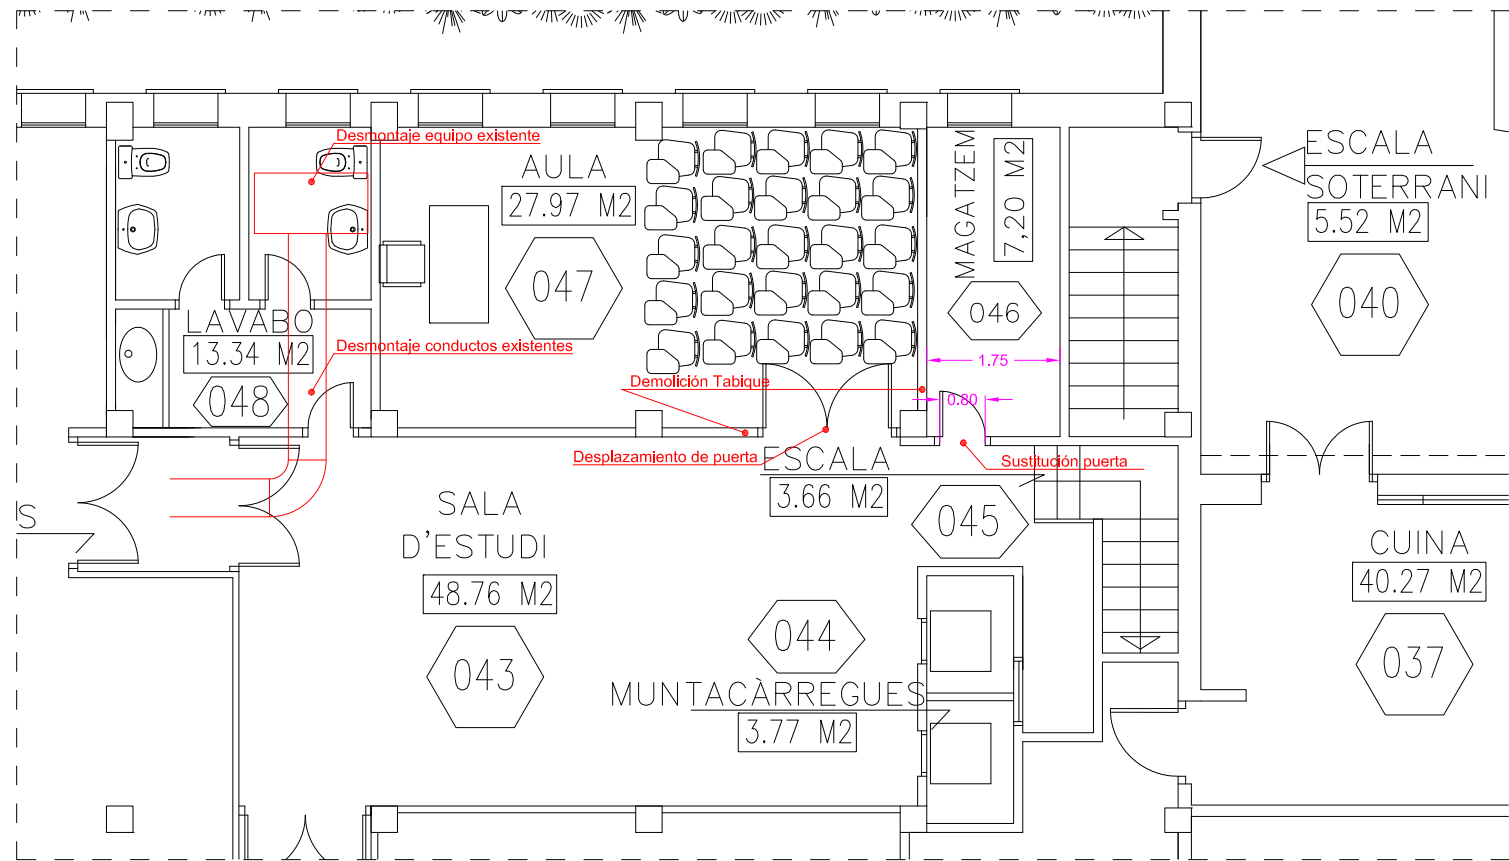 Desmontaje equipo existente
AULA
27.97 M2
047
MAGATZEM
7,20 M2
046
1.75
0.80
ESCALA
SOTERRANI
5.52 M2
040
LAVABO
13.34 M2
048
Desmontaje conductos existentes
Demolición Tabique
Desplazamiento de puerta
ESCALA
3.66 M2
045
Sustitución puerta
S
SALA
D'ESTUDI
48.76 M2
043
044
MUNTACÀRREGUES
3.77 M2
CUINA
40.27 M2
037